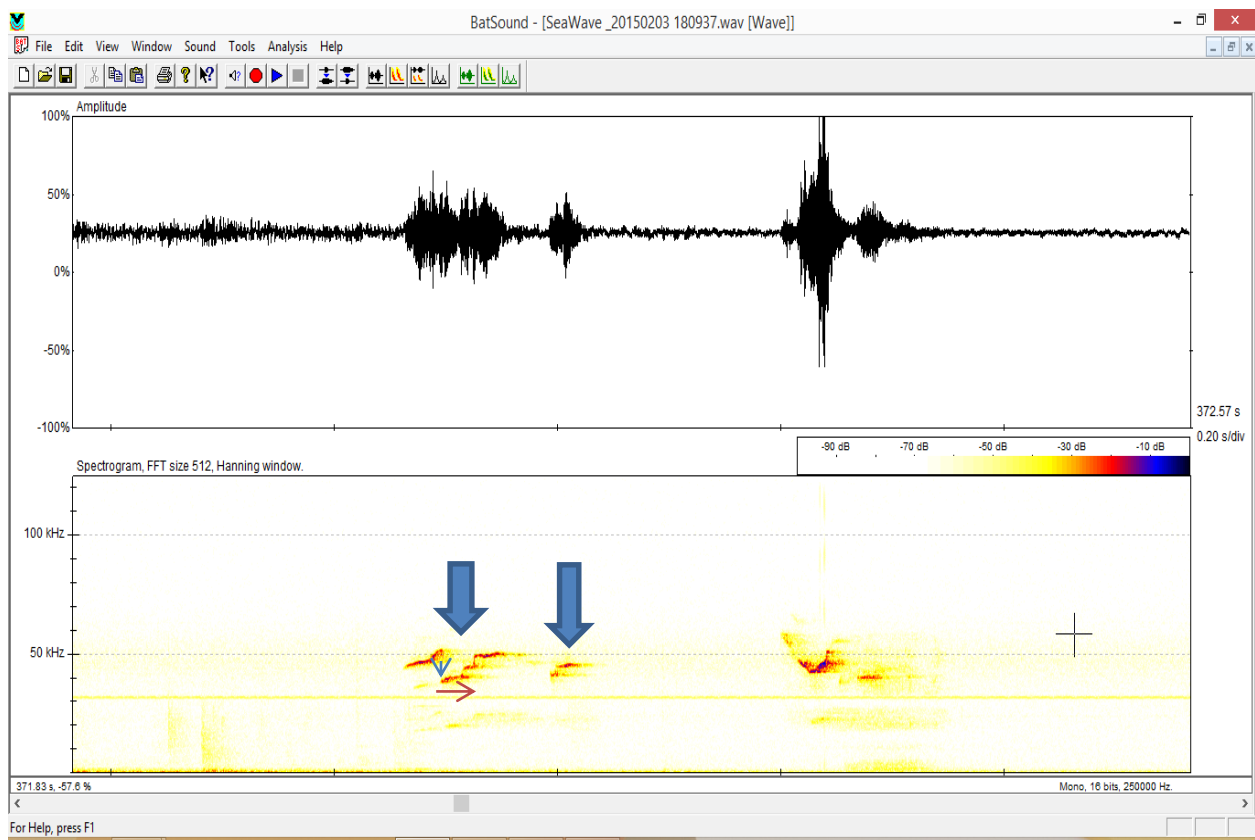 BatSound - [SeaWave _20150203 180937.wav [Wave]]
File Edit View Window Sound Tools Analysis Help
Amplitude
100%
50%
0%
-50%
-100%
372.57 s
0.20 s/div
-90 dB -70 dB -50 dB -30 dB -10 dB
Spectrogram, FFT size 512, Hanning window.
100 kHz
50 kHz
371.83 s, -57.6 %
Mono, 16 bits, 250000 Hz.
For Help, press F1